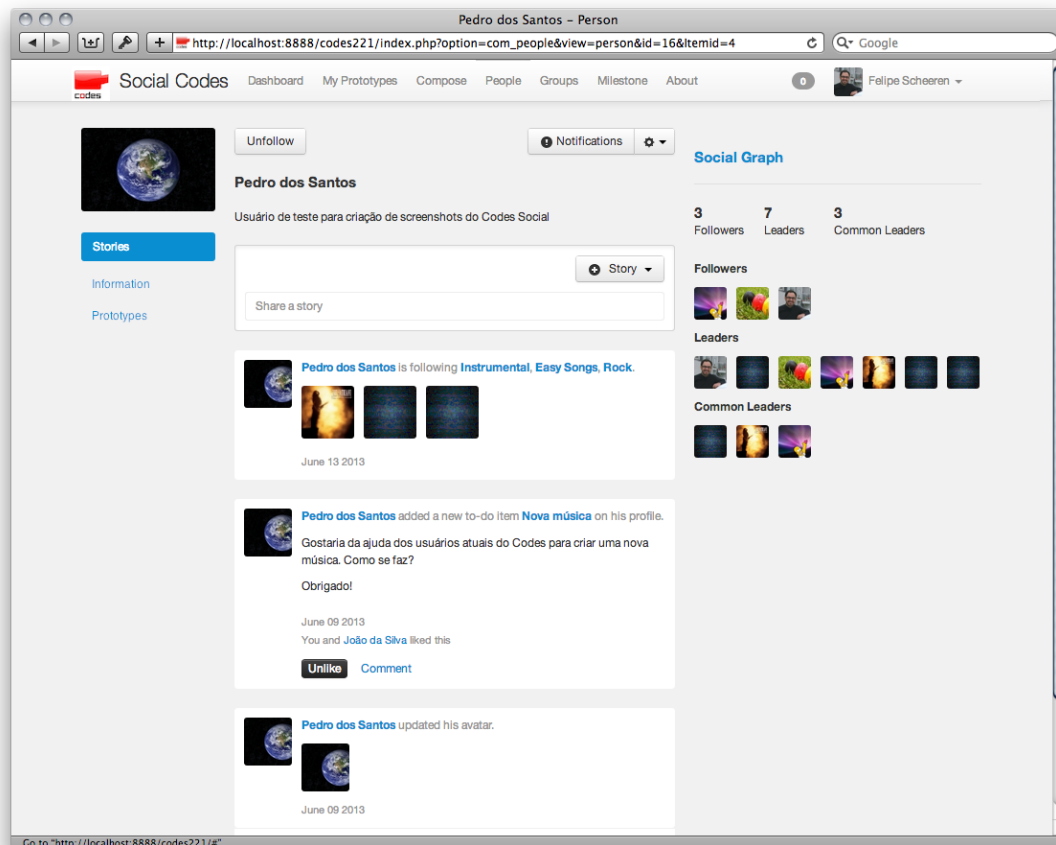 Pedro dos Santos – Person
http://localhost:8888/codes221/index.php?option=com_people&view=person&id=16&Itemid=4
Google
codes
Social Codes
Dashboard
My Prototypes
Compose
People
Groups
Milestone
About
0
Felipe Scheeren
Unfollow
Notifications
Pedro dos Santos
Usuário de teste para criação de screenshots do Codes Social
Stories
Information
Prototypes
Story
Share a story
Pedro dos Santos is following Instrumental, Easy Songs, Rock.
June 13 2013
Pedro dos Santos added a new to-do item Nova música on his profile.
Gostaria da ajuda dos usuários atuais do Codes para criar uma nova
música. Como se faz?
Obrigado!
June 09 2013
You and João da Silva liked this
Unlike
Comment
Pedro dos Santos updated his avatar.
June 09 2013
Social Graph
3 7 3
Followers Leaders Common Leaders
Followers
Leaders
Common Leaders
Go to "http://localhost:8888/codes221/#"